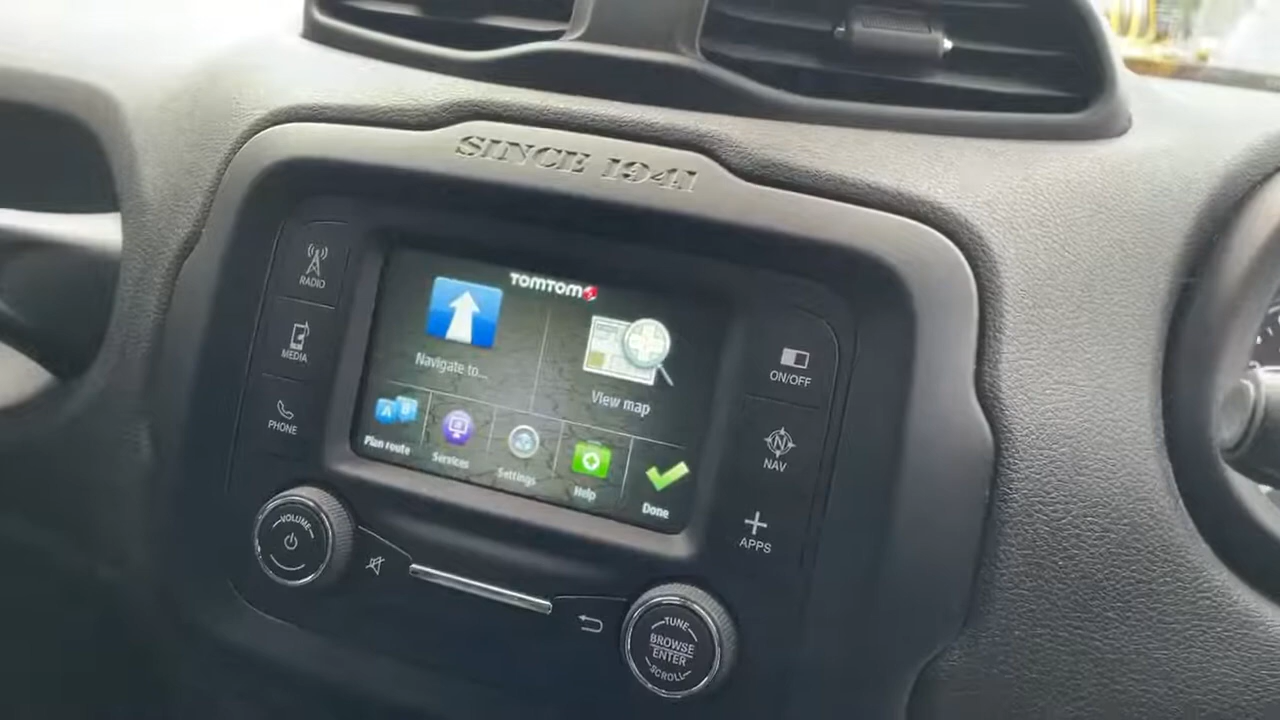 SINCE 1941
RADIO
MEDIA
PHONE
TOMTOM
Navigate to...
View map
Plan route
Services
Settings
Help
Done
ON/OFF
N
NAV
APPS
VOLUME
TUNE
BROWSE
ENTER
SCROLL